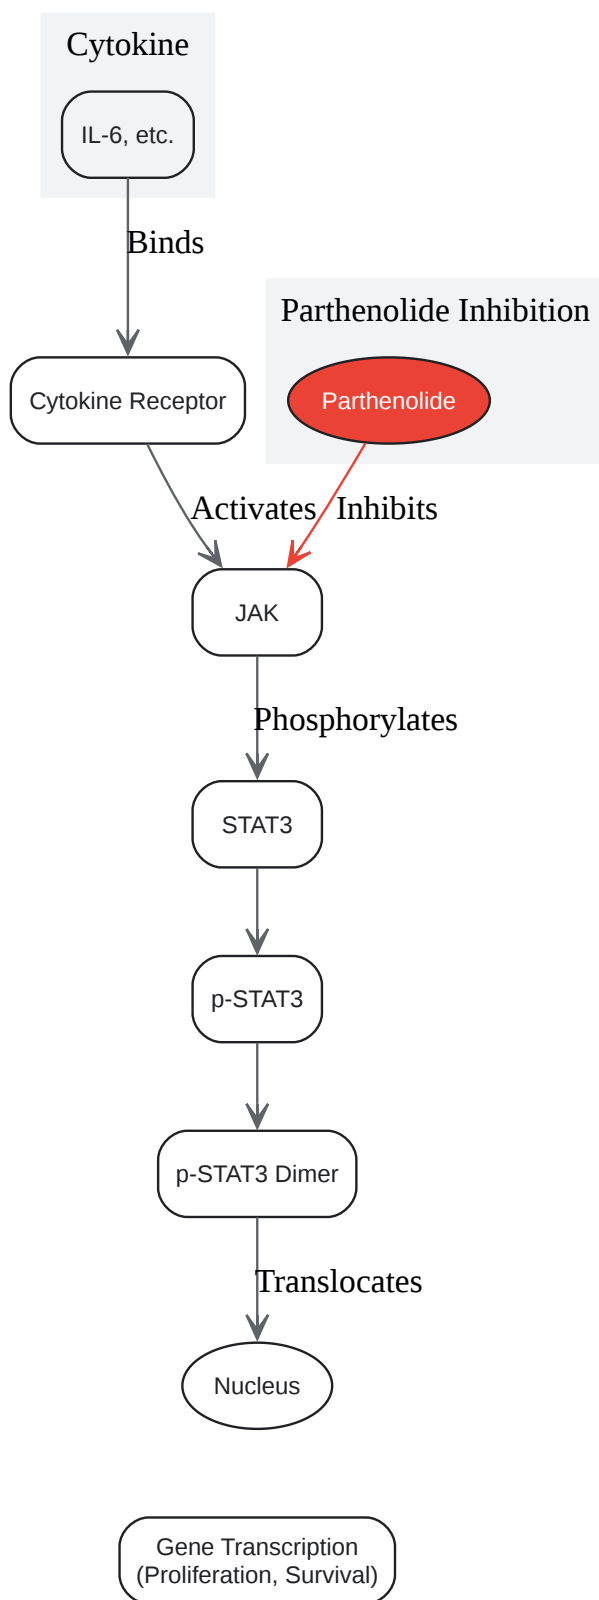 Cytokine
IL-6, etc.
Binds
Parthenolide Inhibition
Cytokine Receptor
Parthenolide
Activates
Inhibits
JAK
Phosphorylates
STAT3
p-STAT3
p-STAT3 Dimer
Translocates
Nucleus
Gene Transcription
(Proliferation, Survival)